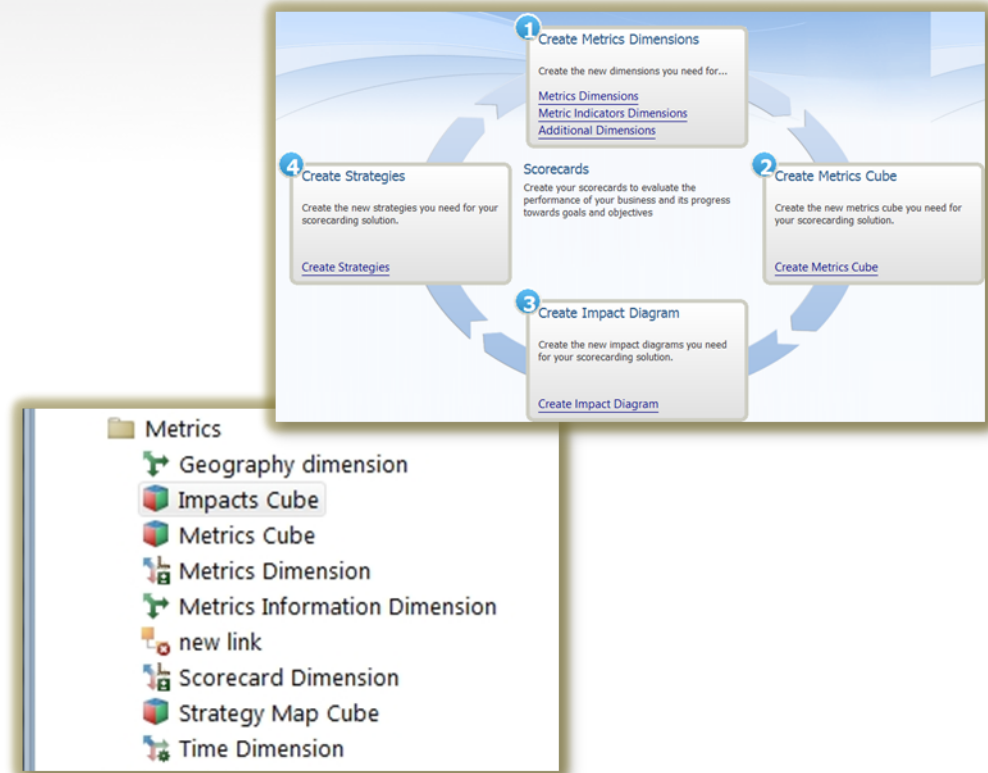 1
Create Metrics Dimensions
Create the new dimensions you need for...
Metrics Dimensions
Metric Indicators Dimensions
Additional Dimensions
4
Create Strategies
Create the new strategies you need for your
scorecarding solution.
Create Strategies
Scorecards
Create your scorecards to evaluate the
performance of your business and its progress
towards goals and objectives
2
Create Metrics Cube
Create the new metrics cube you need for
your scorecarding solution.
Create Metrics Cube
3
Create Impact Diagram
Create the new impact diagrams you need
for your scorecarding solution.
Create Impact Diagram
Metrics
Geography dimension
Impacts Cube
Metrics Cube
Metrics Dimension
Metrics Information Dimension
new link
Scorecard Dimension
Strategy Map Cube
Time Dimension